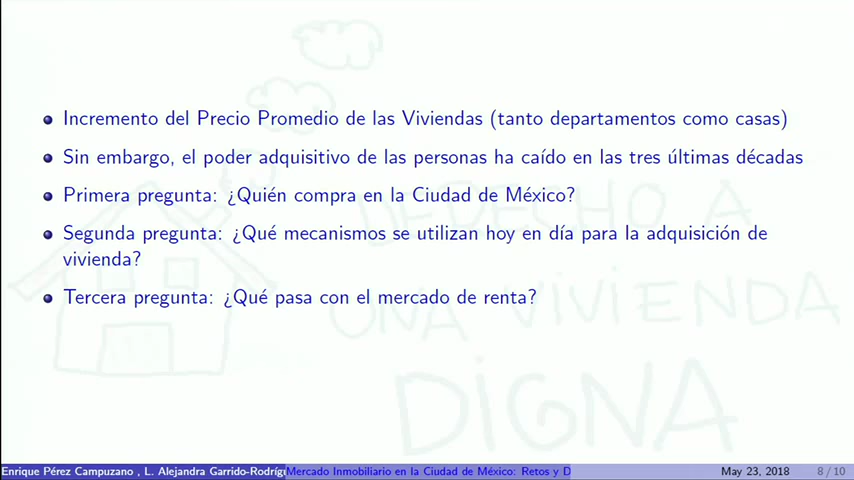 Incremento del Precio Promedio de las Viviendas (tanto departamentos como casas)
Sin embargo, el poder adquisitivo de las personas ha caído en las tres últimas décadas
Primera pregunta: ¿Quién compra en la Ciudad de México?
Segunda pregunta: ¿Qué mecanismos se utilizan hoy en día para la adquisición de
vivienda?
Tercera pregunta: ¿Qué pasa con el mercado de renta?
DERECHO A
UNA VIVIENDA
DIGNA
Enrique Pérez Campuzano , L. Alejandra Garrido-Rodríg Mercado Inmobiliario en la Ciudad de México: Retos y D May 23, 2018 8 / 10